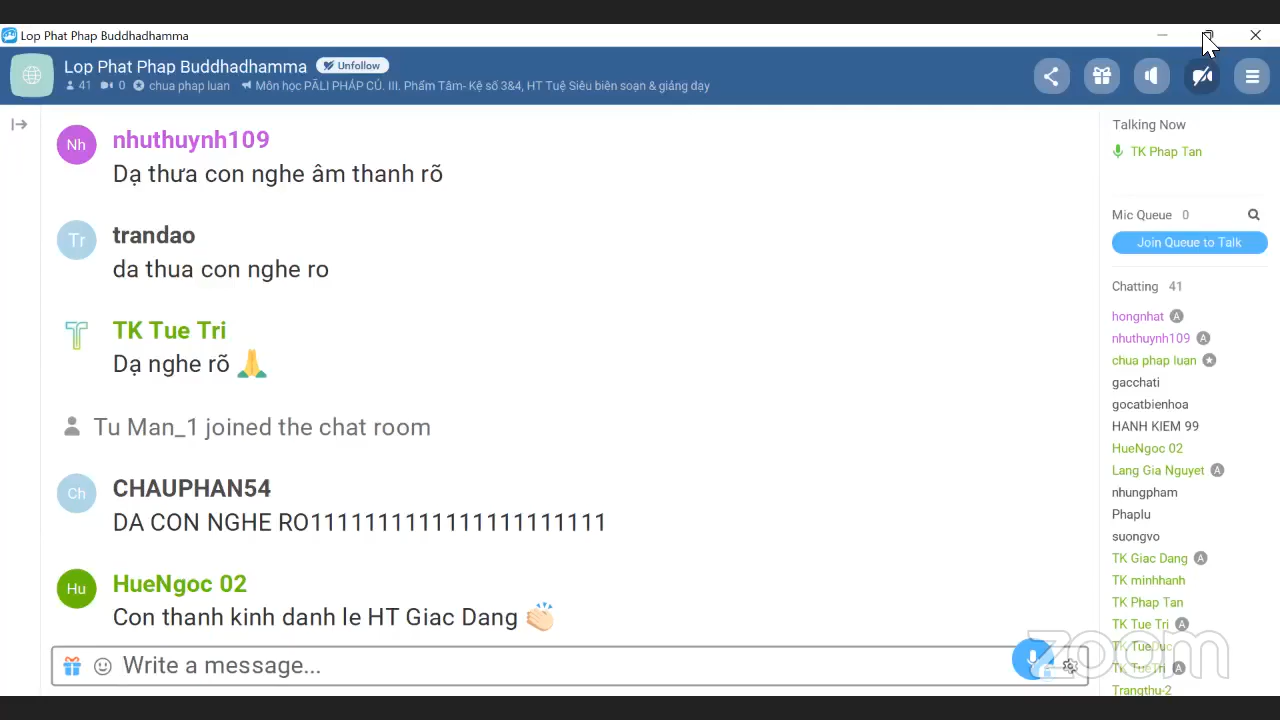 Lop Phat Phap Buddhadhamma
Lop Phat Phap Buddhadhamma Unfollow
41 0 chua phap luan Môn học PĀLI PHÁP CÚ. III. Phẩm Tâm- Kệ số 3&4, HT Tuệ Siêu biên soạn & giảng dạy
Nh nhuthuynh109
Dạ thưa con nghe âm thanh rõ
Tr trandao
da thua con nghe ro
TK Tue Tri
Dạ nghe rõ 🙏
Tu Man_1 joined the chat room
Ch CHAUPHAN54
DA CON NGHE RO1111111111111111111111
Hu HueNgoc 02
Con thanh kinh danh le HT Giac Dang 👏
Write a message...
Talking Now
TK Phap Tan
Mic Queue 0
Join Queue to Talk
Chatting 41
hongnhat A
nhuthuynh109 A
chua phap luan
gacchati
gocatbienhoa
HANH KIEM 99
HueNgoc 02
Lang Gia Nguyet A
nhungpham
Phaplu
suongvo
TK Giac Dang A
TK minhhanh
TK Phap Tan
TK Tue Tri A
TK TueDuc
TK TueTri A
Trangthu-2
zoom